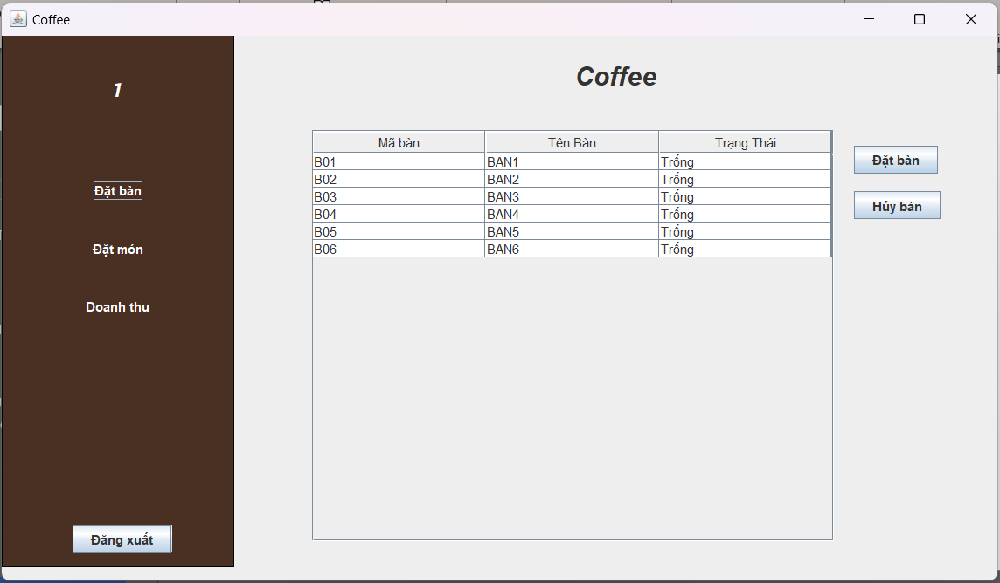 Coffee
1
Đặt bàn
Đặt món
Doanh thu
Đăng xuất
Coffee
Mã bàn Tên Bàn Trạng Thái
B01 BAN1 Trống
B02 BAN2 Trống
B03 BAN3 Trống
B04 BAN4 Trống
B05 BAN5 Trống
B06 BAN6 Trống
Đặt bàn
Hủy bàn